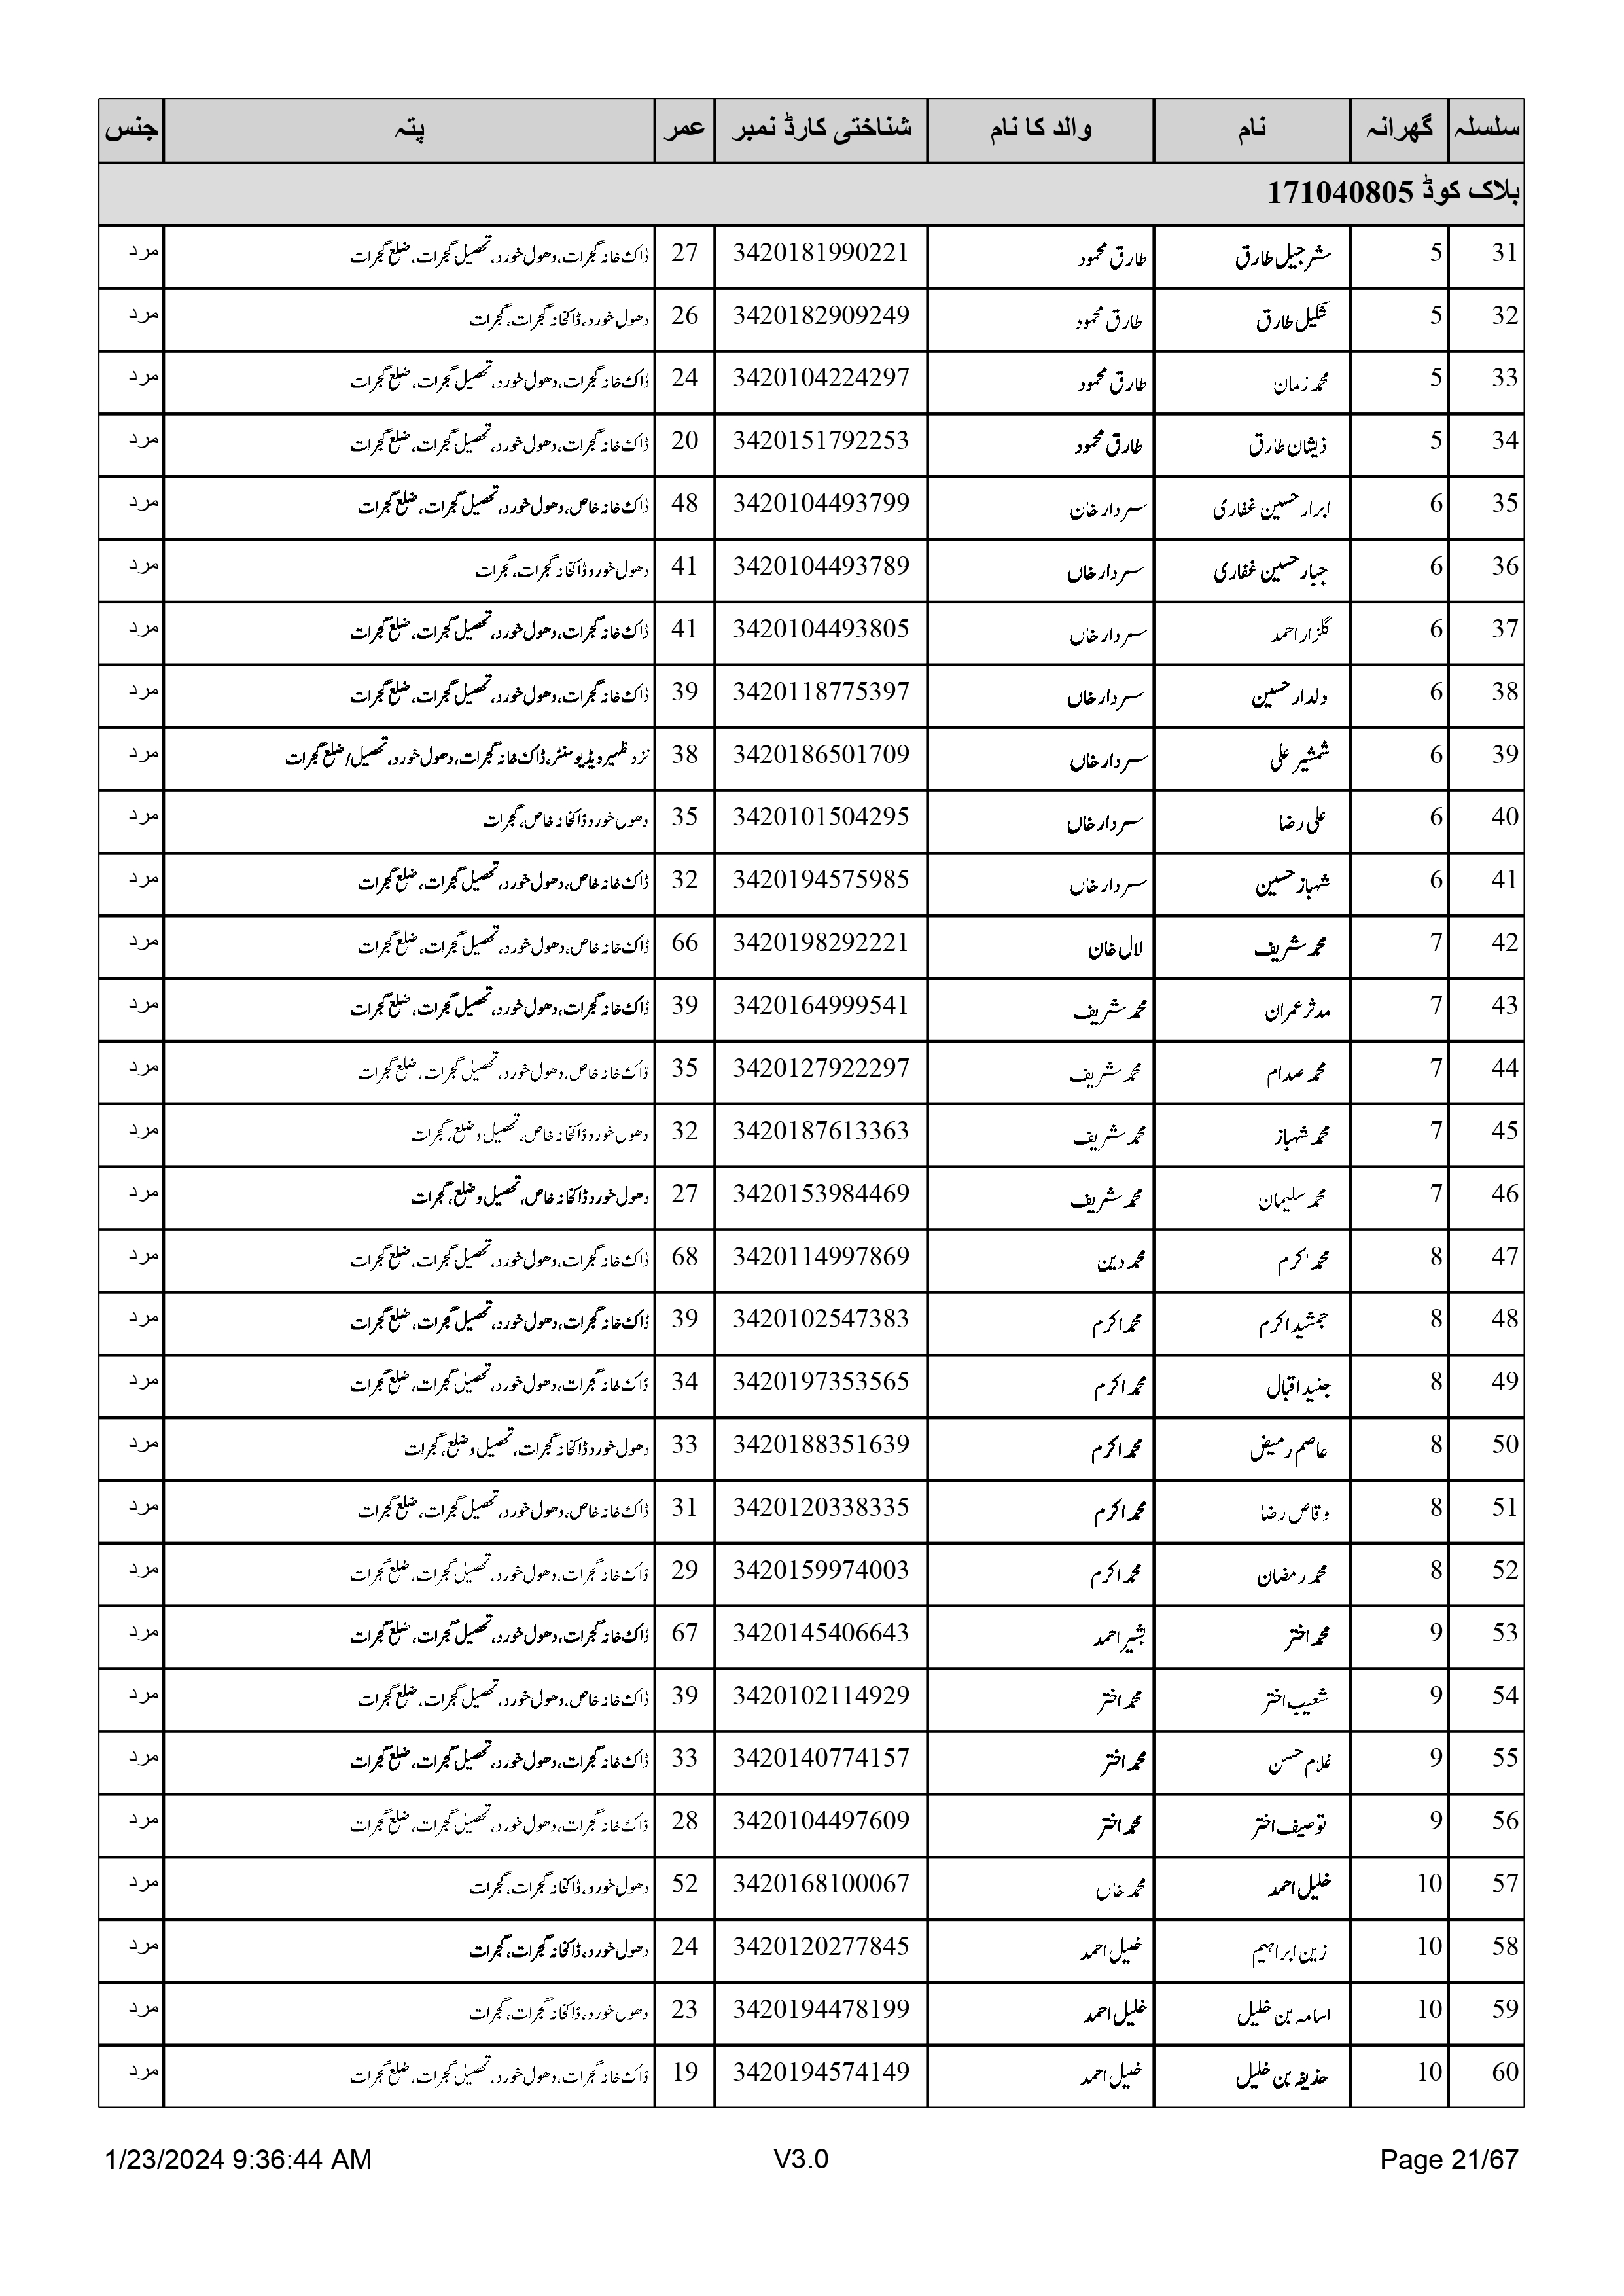 سلسلہ گھرانہ نام والد کا نام شناختی کارڈ نمبر عمر پتہ جنس
بلاک کوڈ 171040805
31 5 شرجیل طارق طارق محمود 3420181990221 27 ڈاک خانہ گجرات، دھول خورد، تحصیل گجرات، ضلع گجرات مرد
32 5 شکیل طارق طارق محمود 3420182909249 26 دھول خورد، ڈاکخانہ گجرات، گجرات مرد
33 5 محمد زمان طارق محمود 3420104224297 24 ڈاک خانہ گجرات، دھول خورد، تحصیل گجرات، ضلع گجرات مرد
34 5 ذیشان طارق طارق محمود 3420151792253 20 ڈاک خانہ گجرات، دھول خورد، تحصیل گجرات، ضلع گجرات مرد
35 6 ابرار حسین غفاری سردار خان 3420104493799 48 ڈاک خانہ خاص، دھول خورد، تحصیل گجرات، ضلع گجرات مرد
36 6 جبار حسین غفاری سردار خاں 3420104493789 41 دھول خورد ڈاکخانہ گجرات، گجرات مرد
37 6 گلزار احمد سردار خاں 3420104493805 41 ڈاک خانہ گجرات، دھول خورد، تحصیل گجرات، ضلع گجرات مرد
38 6 دلدار حسین سردار خاں 3420118775397 39 ڈاک خانہ گجرات، دھول خورد، تحصیل گجرات، ضلع گجرات مرد
39 6 شمشیر علی سردار خاں 3420186501709 38 نزد ظہیر ویڈیو سنٹر، ڈاک خانہ گجرات، دھول خورد، تحصیل/ضلع گجرات مرد
40 6 علی رضا سردار خاں 3420101504295 35 دھول خورد ڈاکخانہ خاص، گجرات مرد
41 6 شہباز حسین سردار خاں 3420194575985 32 ڈاک خانہ خاص، دھول خورد، تحصیل گجرات، ضلع گجرات مرد
42 7 محمد شریف لال خان 3420198292221 66 ڈاک خانہ خاص، دھول خورد، تحصیل گجرات، ضلع گجرات مرد
43 7 مدثر عمران محمد شریف 3420164999541 39 ڈاک خانہ گجرات، دھول خورد، تحصیل گجرات، ضلع گجرات مرد
44 7 محمد صدام محمد شریف 3420127922297 35 ڈاک خانہ خاص، دھول خورد، تحصیل گجرات، ضلع گجرات مرد
45 7 محمد شہباز محمد شریف 3420187613363 32 دھول خورد ڈاکخانہ خاص، تحصیل و ضلع، گجرات مرد
46 7 محمد سلیمان محمد شریف 3420153984469 27 دھول خورد ڈاکخانہ خاص، تحصیل و ضلع، گجرات مرد
47 8 محمد اکرم محمد دین 3420114997869 68 ڈاک خانہ گجرات، دھول خورد، تحصیل گجرات، ضلع گجرات مرد
48 8 جمشید اکرم محمد اکرم 3420102547383 39 ڈاک خانہ گجرات، دھول خورد، تحصیل گجرات، ضلع گجرات مرد
49 8 جنید اقبال محمد اکرم 3420197353565 34 ڈاک خانہ گجرات، دھول خورد، تحصیل گجرات، ضلع گجرات مرد
50 8 عاصم رمیض محمد اکرم 3420188351639 33 دھول خورد ڈاکخانہ گجرات، تحصیل و ضلع، گجرات مرد
51 8 وقاص رضا محمد اکرم 3420120338335 31 ڈاک خانہ خاص، دھول خورد، تحصیل گجرات، ضلع گجرات مرد
52 8 محمد رمضان محمد اکرم 3420159974003 29 ڈاک خانہ گجرات، دھول خورد، تحصیل گجرات، ضلع گجرات مرد
53 9 محمد اختر بشیر احمد 3420145406643 67 ڈاک خانہ گجرات، دھول خورد، تحصیل گجرات، ضلع گجرات مرد
54 9 شعیب اختر محمد اختر 3420102114929 39 ڈاک خانہ خاص، دھول خورد، تحصیل گجرات، ضلع گجرات مرد
55 9 غلام حسن محمد اختر 3420140774157 33 ڈاک خانہ گجرات، دھول خورد، تحصیل گجرات، ضلع گجرات مرد
56 9 توصیف اختر محمد اختر 3420104497609 28 ڈاک خانہ گجرات، دھول خورد، تحصیل گجرات، ضلع گجرات مرد
57 10 خلیل احمد محمد خاں 3420168100067 52 دھول خورد، ڈاکخانہ گجرات، گجرات مرد
58 10 زین ابراہیم خلیل احمد 3420120277845 24 دھول خورد، ڈاکخانہ گجرات، گجرات مرد
59 10 اسامہ بن خلیل خلیل احمد 3420194478199 23 دھول خورد، ڈاکخانہ گجرات، گجرات مرد
60 10 حذیفہ بن خلیل خلیل احمد 3420194574149 19 ڈاک خانہ گجرات، دھول خورد، تحصیل گجرات، ضلع گجرات مرد
1/23/2024 9:36:44 AM V3.0 Page 21/67